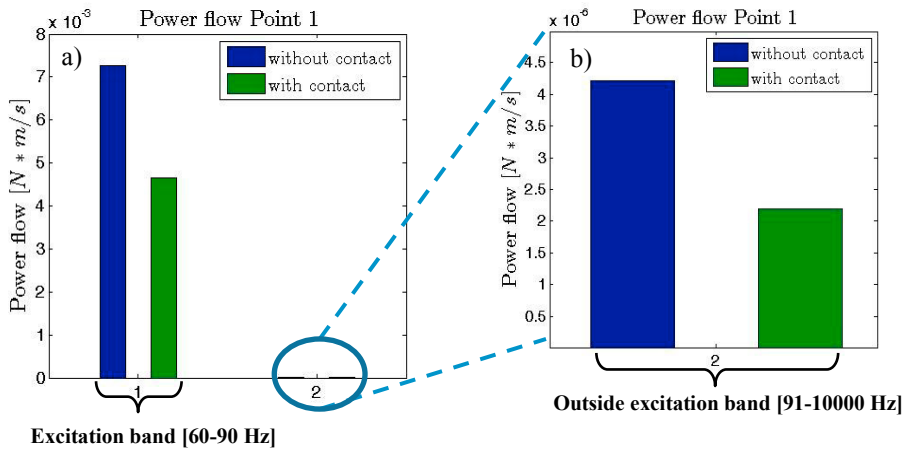 × 10⁻³
Power flow Point 1
a)
without contact
with contact
Power flow [N * m/s]
8
7
6
5
4
3
2
1
0
1
2
Excitation band [60-90 Hz]
× 10⁻⁶
Power flow Point 1
b)
without contact
with contact
Power flow [N * m/s]
4.5
4
3.5
3
2.5
2
1.5
1
0.5
2
Outside excitation band [91-10000 Hz]